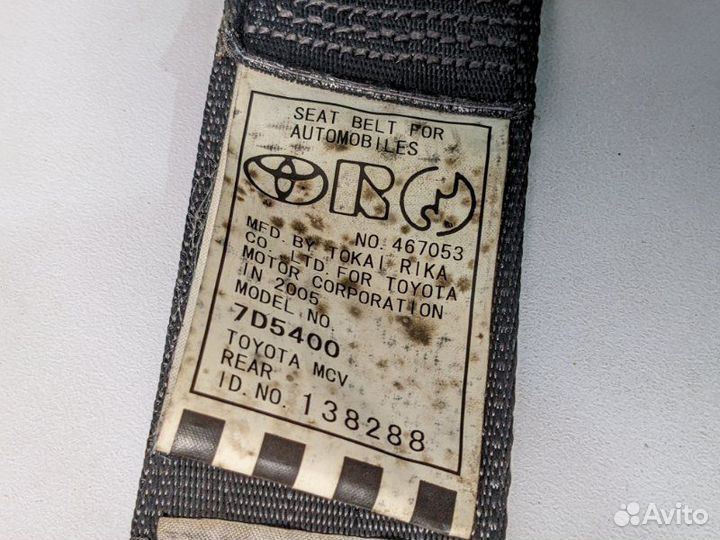 SEAT BELT FOR
AUTOMOBILES
NO. 467053
MFD. BY TOKAI RIKA
CO. LTD. FOR TOYOTA
MOTOR CORPORATION
IN 2005
MODEL NO.
7D5400
TOYOTA MCV
REAR
ID. NO. 138288
Avito